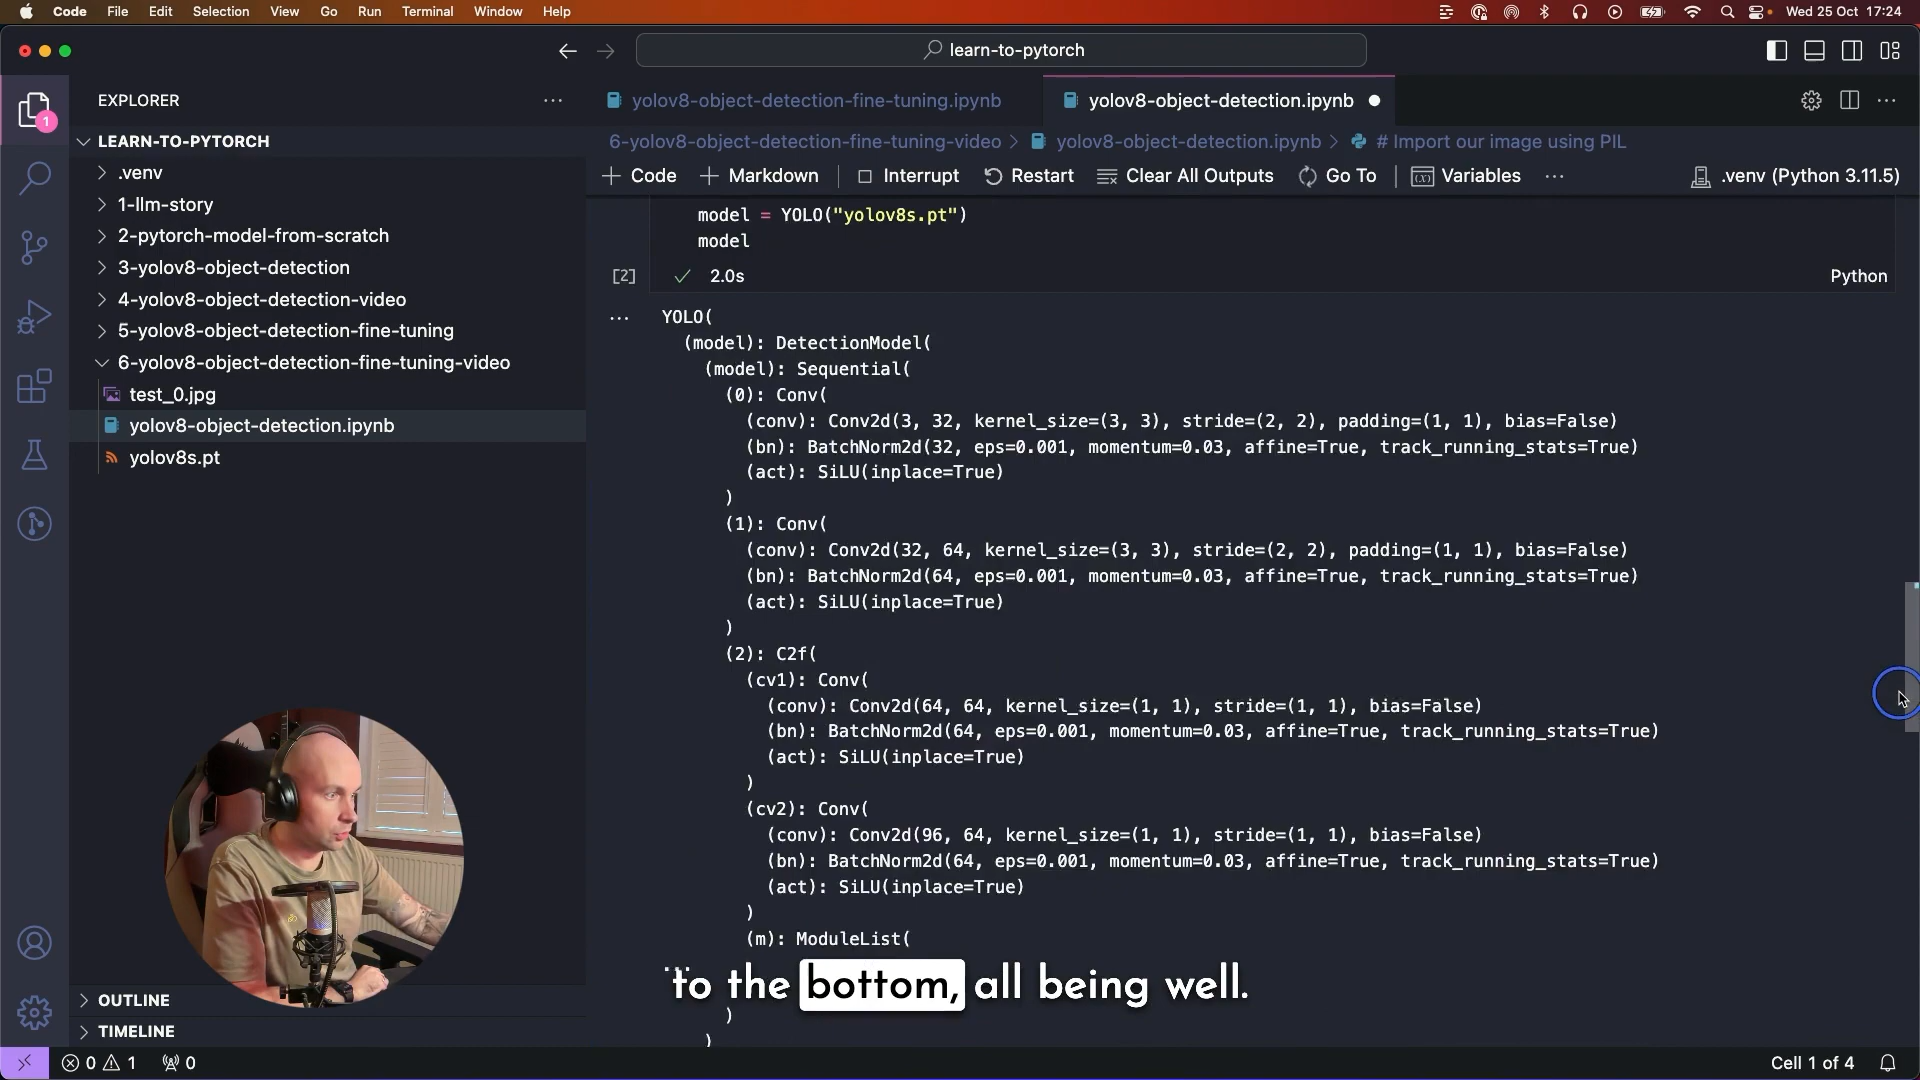 Code File Edit Selection View Go Run Terminal Window Help Wed 25 Oct 17:24
learn-to-pytorch
EXPLORER
yolov8-object-detection-fine-tuning.ipynb yolov8-object-detection.ipynb
1
LEARN-TO-PYTORCH
6-yolov8-object-detection-fine-tuning-video > yolov8-object-detection.ipynb > # Import our image using PIL
.venv
Code Markdown Interrupt Restart Clear All Outputs Go To Variables ... .venv (Python 3.11.5)
1-llm-story
2-pytorch-model-from-scratch
3-yolov8-object-detection
4-yolov8-object-detection-video
5-yolov8-object-detection-fine-tuning
6-yolov8-object-detection-fine-tuning-video
test_0.jpg
yolov8-object-detection.ipynb
yolov8s.pt
model = YOLO("yolov8s.pt")
model
[2] 2.0s Python
... YOLO(
(model): DetectionModel(
(model): Sequential(
(0): Conv(
(conv): Conv2d(3, 32, kernel_size=(3, 3), stride=(2, 2), padding=(1, 1), bias=False)
(bn): BatchNorm2d(32, eps=0.001, momentum=0.03, affine=True, track_running_stats=True)
(act): SiLU(inplace=True)
)
(1): Conv(
(conv): Conv2d(32, 64, kernel_size=(3, 3), stride=(2, 2), padding=(1, 1), bias=False)
(bn): BatchNorm2d(64, eps=0.001, momentum=0.03, affine=True, track_running_stats=True)
(act): SiLU(inplace=True)
)
(2): C2f(
(cv1): Conv(
(conv): Conv2d(64, 64, kernel_size=(1, 1), stride=(1, 1), bias=False)
(bn): BatchNorm2d(64, eps=0.001, momentum=0.03, affine=True, track_running_stats=True)
(act): SiLU(inplace=True)
)
(cv2): Conv(
(conv): Conv2d(96, 64, kernel_size=(1, 1), stride=(1, 1), bias=False)
(bn): BatchNorm2d(64, eps=0.001, momentum=0.03, affine=True, track_running_stats=True)
(act): SiLU(inplace=True)
)
(m): ModuleList(
...
to the bottom, all being well.
)
)
OUTLINE
TIMELINE
0 1 0 Cell 1 of 4